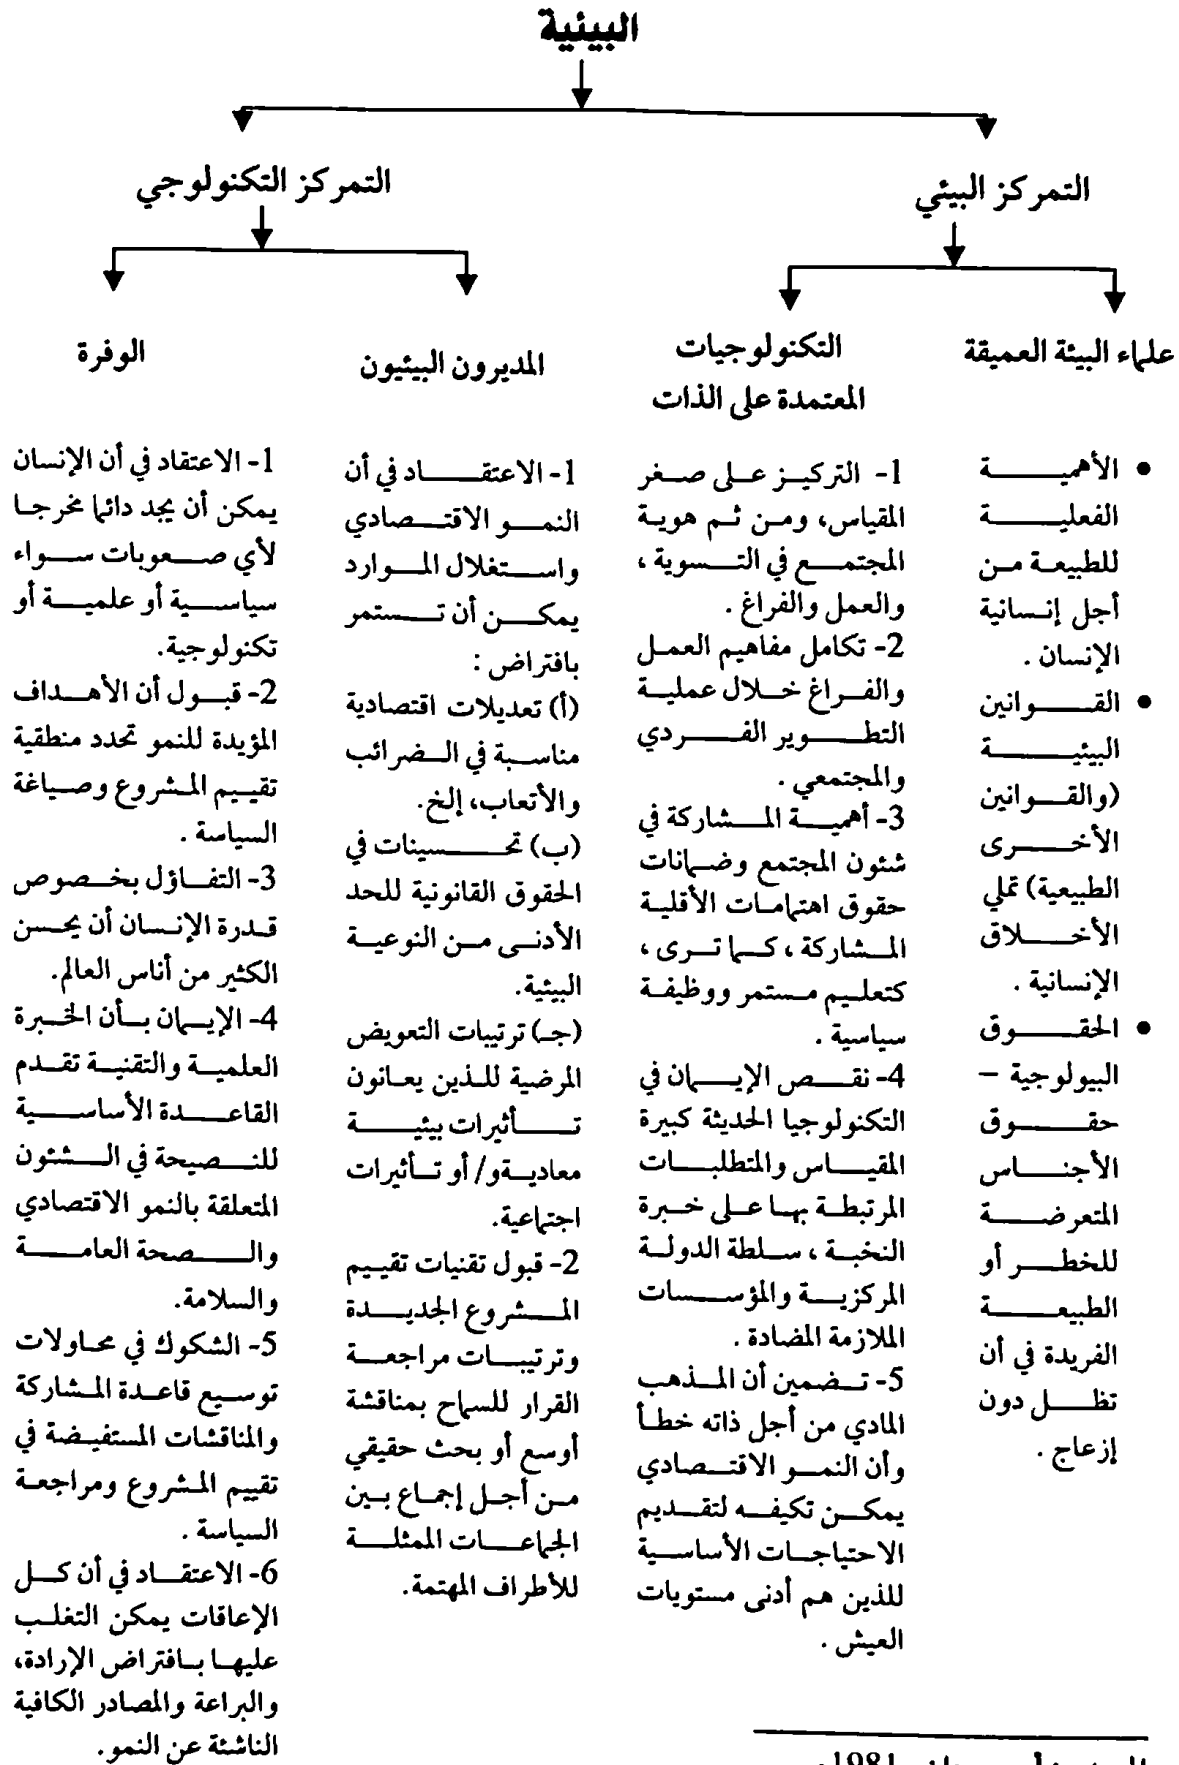 البيئية
التمركز البيئي
التمركز التكنولوجي
علماء البيئة العميقة
• الأهمية
الفعلية
للطبيعة من
أجل إنسانية
الإنسان .
• القوانين
البيئية
(والقوانين
الأخرى
الطبيعية) تملي
الأخلاق
الإنسانية .
• الحقوق
البيولوجية –
حقوق
الأجناس
المتعرضة
للخطر أو
الطبيعة
الفريدة في أن
تظل دون
إزعاج .
التكنولوجيات
المعتمدة على الذات
1- التركيز على صغر
المقياس، ومن ثم هوية
المجتمع في التسوية ،
والعمل والفراغ .
2- تكامل مفاهيم العمل
والفراغ خلال عملية
التطوير الفردي
والمجتمعي .
3- أهمية المشاركة في
شئون المجتمع وضمانات
حقوق اهتمامات الأقلية
المشاركة ، كما ترى ،
كتعليم مستمر ووظيفة
سياسية .
4- نقص الإيمان في
التكنولوجيا الحديثة كبيرة
المقياس والمتطلبات
المرتبطة بها على خبرة
النخبة ، سلطة الدولة
المركزية والمؤسسات
الملازمة المضادة .
5- تضمين أن المذهب
المادي من أجل ذاته خطأ
وأن النمو الاقتصادي
يمكن تكيفه لتقديم
الاحتياجات الأساسية
للذين هم أدنى مستويات
العيش .
المديرون البيئيون
1- الاعتقاد في أن
النمو الاقتصادي
واستغلال الموارد
يمكن أن تستمر
بافتراض :
(أ) تعديلات اقتصادية
مناسبة في الضرائب
والأتعاب، إلخ.
(ب) تحسينات في
الحقوق القانونية للحد
الأدنى من النوعية
البيئية.
(جـ) ترتيبات التعويض
المرضية للذين يعانون
تأثيرات بيئية
معادية و/ أو تأثيرات
اجتماعية.
2- قبول تقنيات تقييم
المشروع الجديدة
وترتيبات مراجعة
القرار للسماح بمناقشة
أوسع أو بحث حقيقي
من أجل إجماع بين
الجماعات الممثلة
للأطراف المهتمة.
الوفرة
1- الاعتقاد في أن الإنسان
يمكن أن يجد دائما مخرجا
لأي صعوبات سواء
سياسية أو علمية أو
تكنولوجية.
2- قبول أن الأهداف
المؤيدة للنمو تحدد منطقية
تقييم المشروع وصياغة
السياسة .
3- التفاؤل بخصوص
قدرة الإنسان أن يحسن
الكثير من أناس العالم.
4- الإيمان بأن الخبرة
العلمية والتقنية تقدم
القاعدة الأساسية
للنصيحة في الشئون
المتعلقة بالنمو الاقتصادي
والصحة العامة
والسلامة.
5- الشكوك في محاولات
توسيع قاعدة المشاركة
والمناقشات المستفيضة في
تقييم المشروع ومراجعة
السياسة .
6- الاعتقاد في أن كل
الإعاقات يمكن التغلب
عليها بافتراض الإرادة،
والبراعة والمصادر الكافية
الناشئة عن النمو.
1981